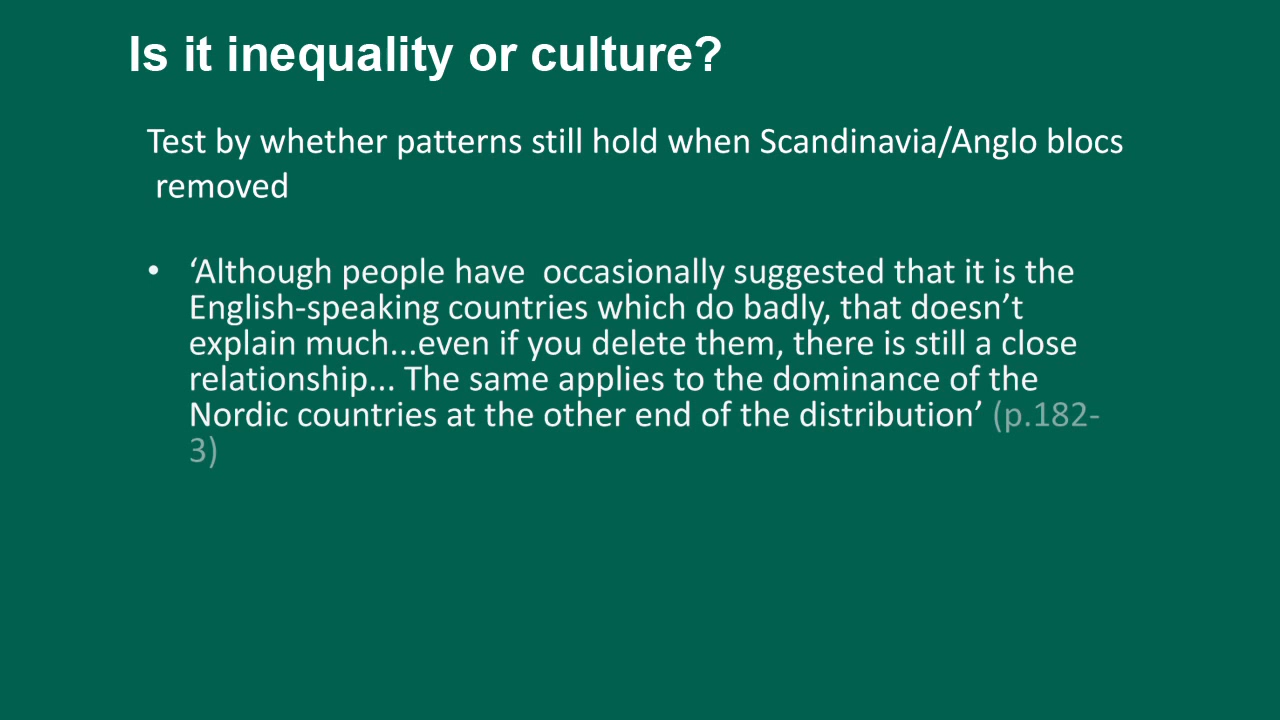 Is it inequality or culture?
Test by whether patterns still hold when Scandinavia/Anglo blocs
removed
• ‘Although people have  occasionally suggested that it is the
English-speaking countries which do badly, that doesn’t
explain much...even if you delete them, there is still a close
relationship... The same applies to the dominance of the
Nordic countries at the other end of the distribution’ (p.182-
3)